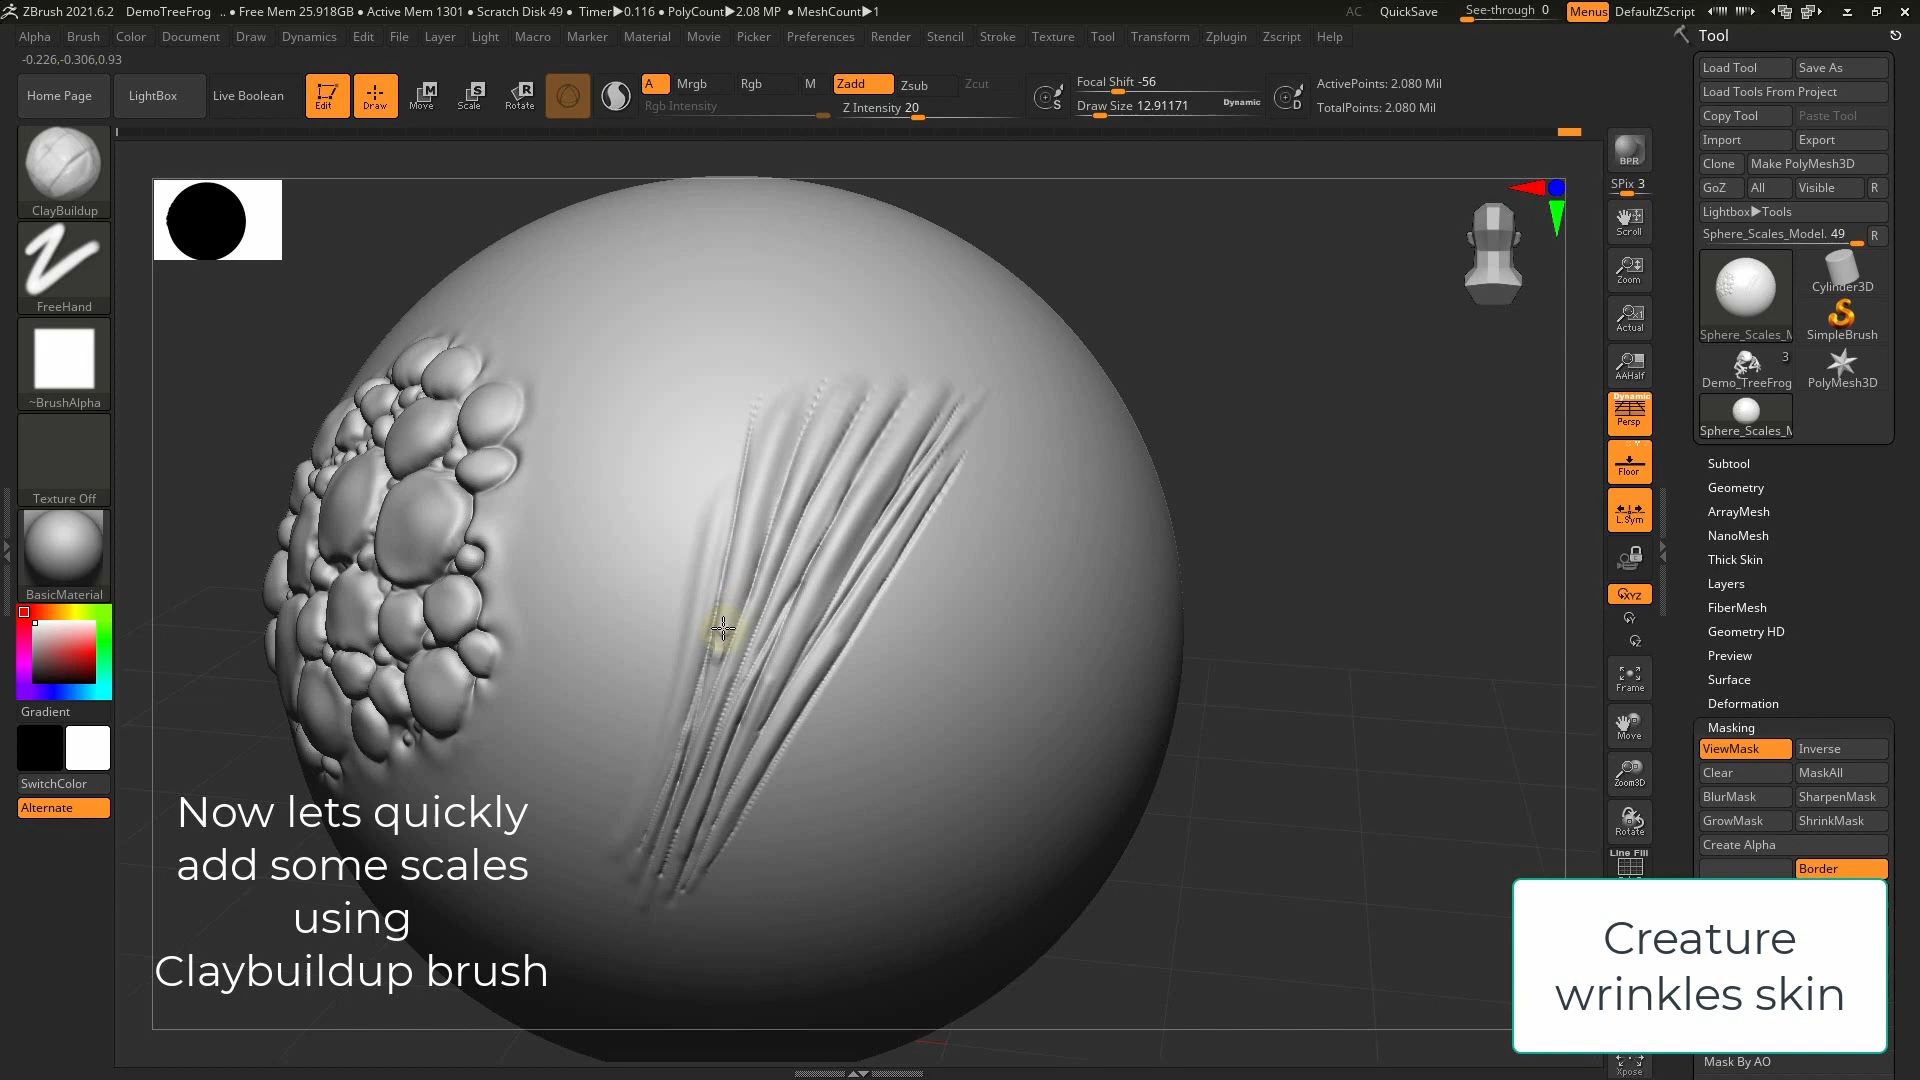 ZBrush 2021.6.2 DemoTreeFrog .. • Free Mem 25.918GB • Active Mem 1301 • Scratch Disk 49 • Timer▶0.116 • PolyCount▶2.08 MP • MeshCount▶1 AC QuickSave See-through 0 Menus DefaultZScript
Alpha Brush Color Document Draw Dynamics Edit File Layer Light Macro Marker Material Movie Picker Preferences Render Stencil Stroke Texture Tool Transform Zplugin Zscript Help
-0.226,-0.306,0.93
Home Page LightBox Live Boolean Edit Draw Move Scale Rotate
A Mrgb Rgb M Zadd Zsub Zcut
Rgb Intensity Z Intensity 20
Focal Shift -56
Draw Size 12.91171 Dynamic
ActivePoints: 2.080 Mil
TotalPoints: 2.080 Mil
ClayBuildup
FreeHand
~BrushAlpha
Texture Off
BasicMaterial
Gradient
SwitchColor
Alternate
Now lets quickly
add some scales
using
Claybuildup brush
BPR
SPix 3
Scroll
Zoom
Actual
AAHalf
Dynamic
Persp
Floor
L.Sym
XYZ
Frame
Move
Zoom3D
Rotate
Line Fill
Xpose
Tool
Load Tool Save As
Load Tools From Project
Copy Tool Paste Tool
Import Export
Clone Make PolyMesh3D
GoZ All Visible R
Lightbox▶Tools
Sphere_Scales_Model. 49 R
Cylinder3D
Sphere_Scales_M SimpleBrush
3
Demo_TreeFrog PolyMesh3D
Sphere_Scales_M
Subtool
Geometry
ArrayMesh
NanoMesh
Thick Skin
Layers
FiberMesh
Geometry HD
Preview
Surface
Deformation
Masking
ViewMask Inverse
Clear MaskAll
BlurMask SharpenMask
GrowMask ShrinkMask
Create Alpha
Border
Creature
wrinkles skin
Mask By AO